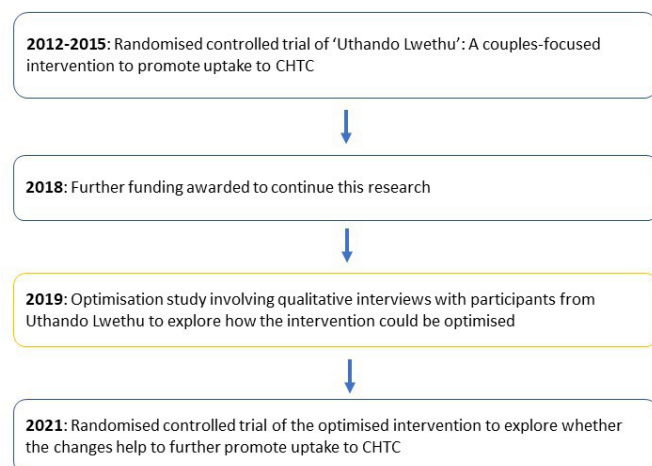 2012-2015: Randomised controlled trial of ‘Uthando Lwethu’: A couples-focused
intervention to promote uptake to CHTC
2018: Further funding awarded to continue this research
2019: Optimisation study involving qualitative interviews with participants from
Uthando Lwethu to explore how the intervention could be optimised
2021: Randomised controlled trial of the optimised intervention to explore whether
the changes help to further promote uptake to CHTC